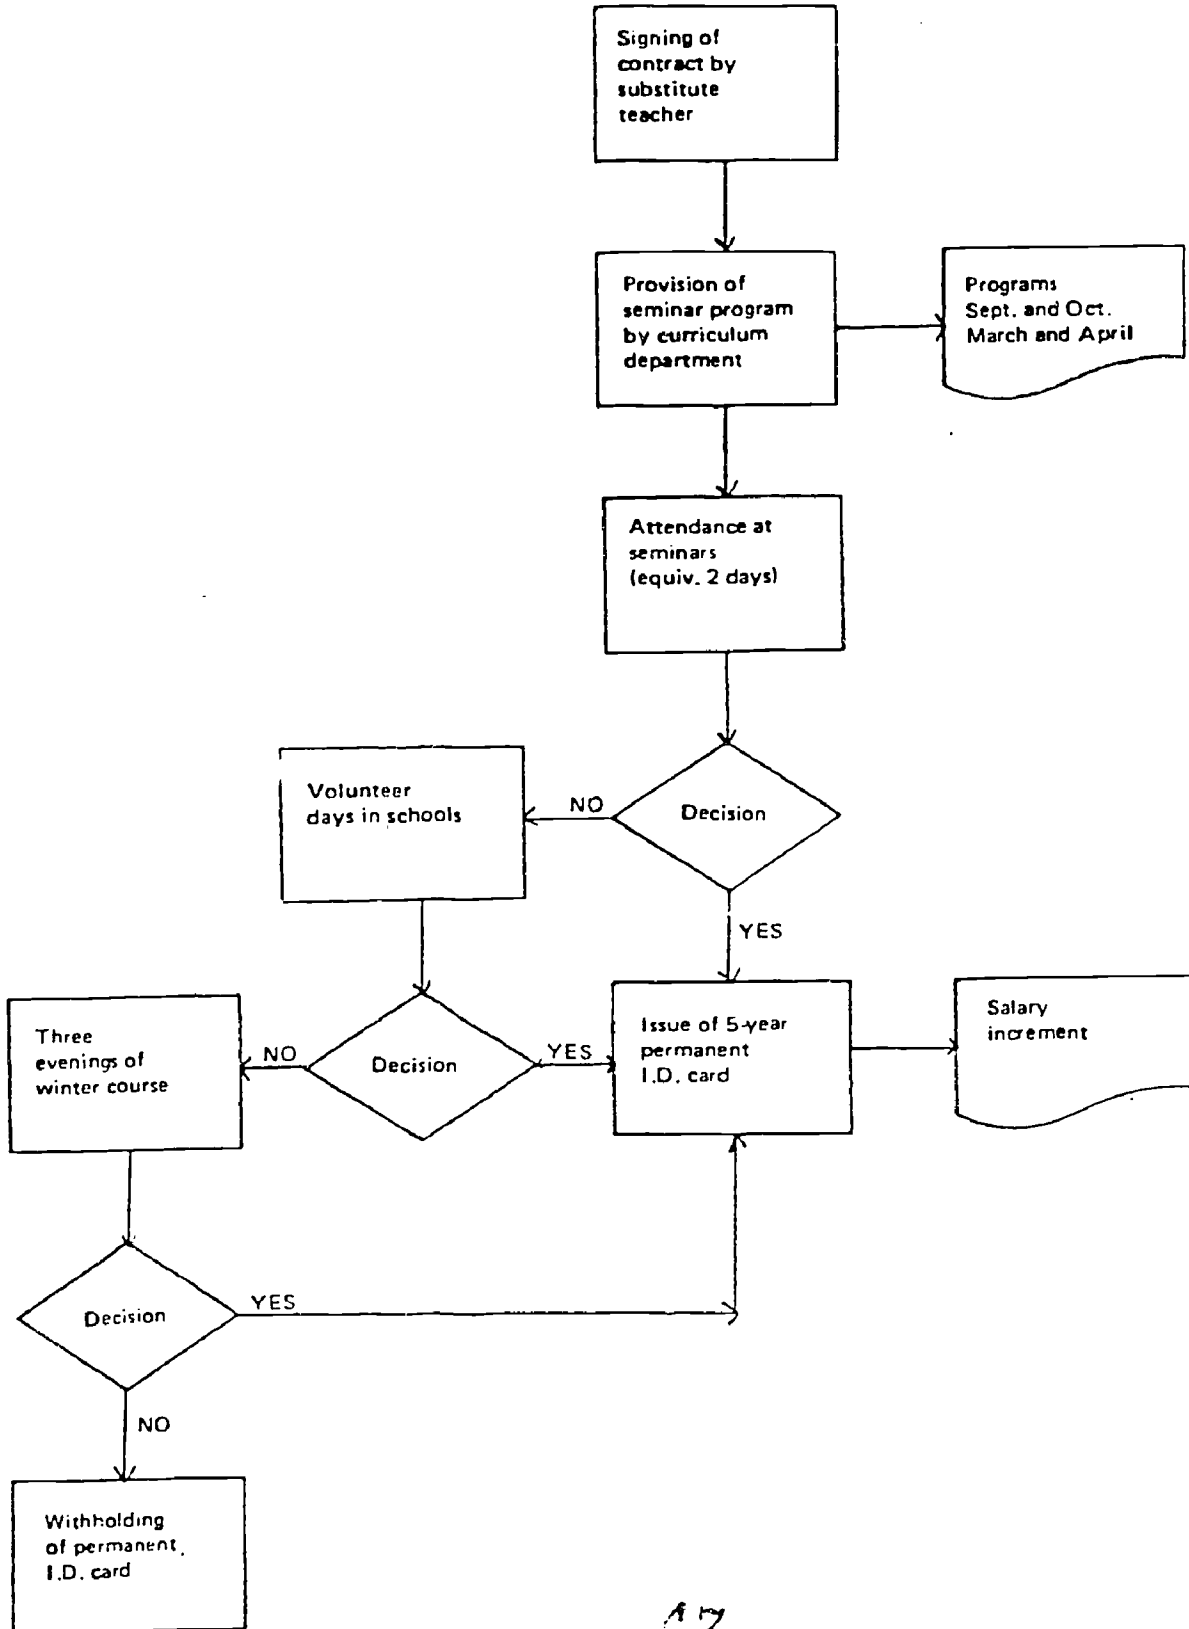 Signing of
contract by
substitute
teacher
Provision of
seminar program
by curriculum
department
Programs
Sept. and Oct.
March and April
Attendance at
seminars
(equiv. 2 days)
Decision
NO
YES
Volunteer
days in schools
Decision
NO
YES
Issue of 5-year
permanent
I.D. card
Salary
increment
Three
evenings of
winter course
Decision
YES
NO
Withholding
of permanent
I.D. card